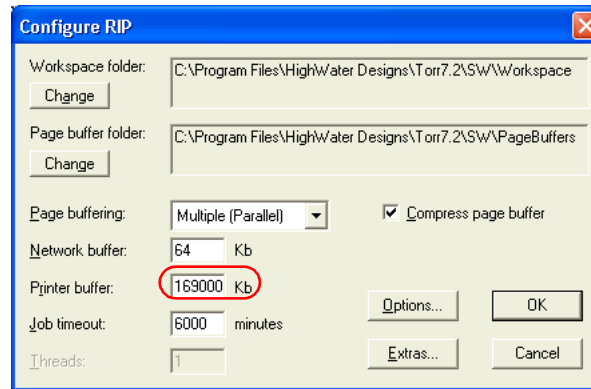 Configure RIP
Workspace folder: C:\Program Files\HighWater Designs\Torr7.2\SW\Workspace
Change
Page buffer folder: C:\Program Files\HighWater Designs\Torr7.2\SW\PageBuffers
Change
Page buffering: Multiple (Parallel) Compress page buffer
Network buffer: 64 Kb
Printer buffer: 169000 Kb
Options... OK
Job timeout: 6000 minutes
Threads: 1
Extras... Cancel